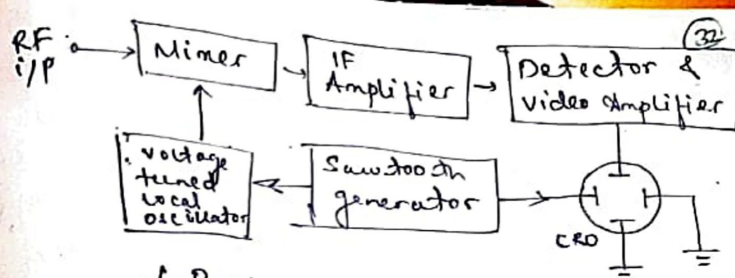 32
RF
i/P
Mixer
IF
Amplifier
Detector &
video Amplifier
voltage
tuned
local
oscillator
Sawtooth
generator
CRO